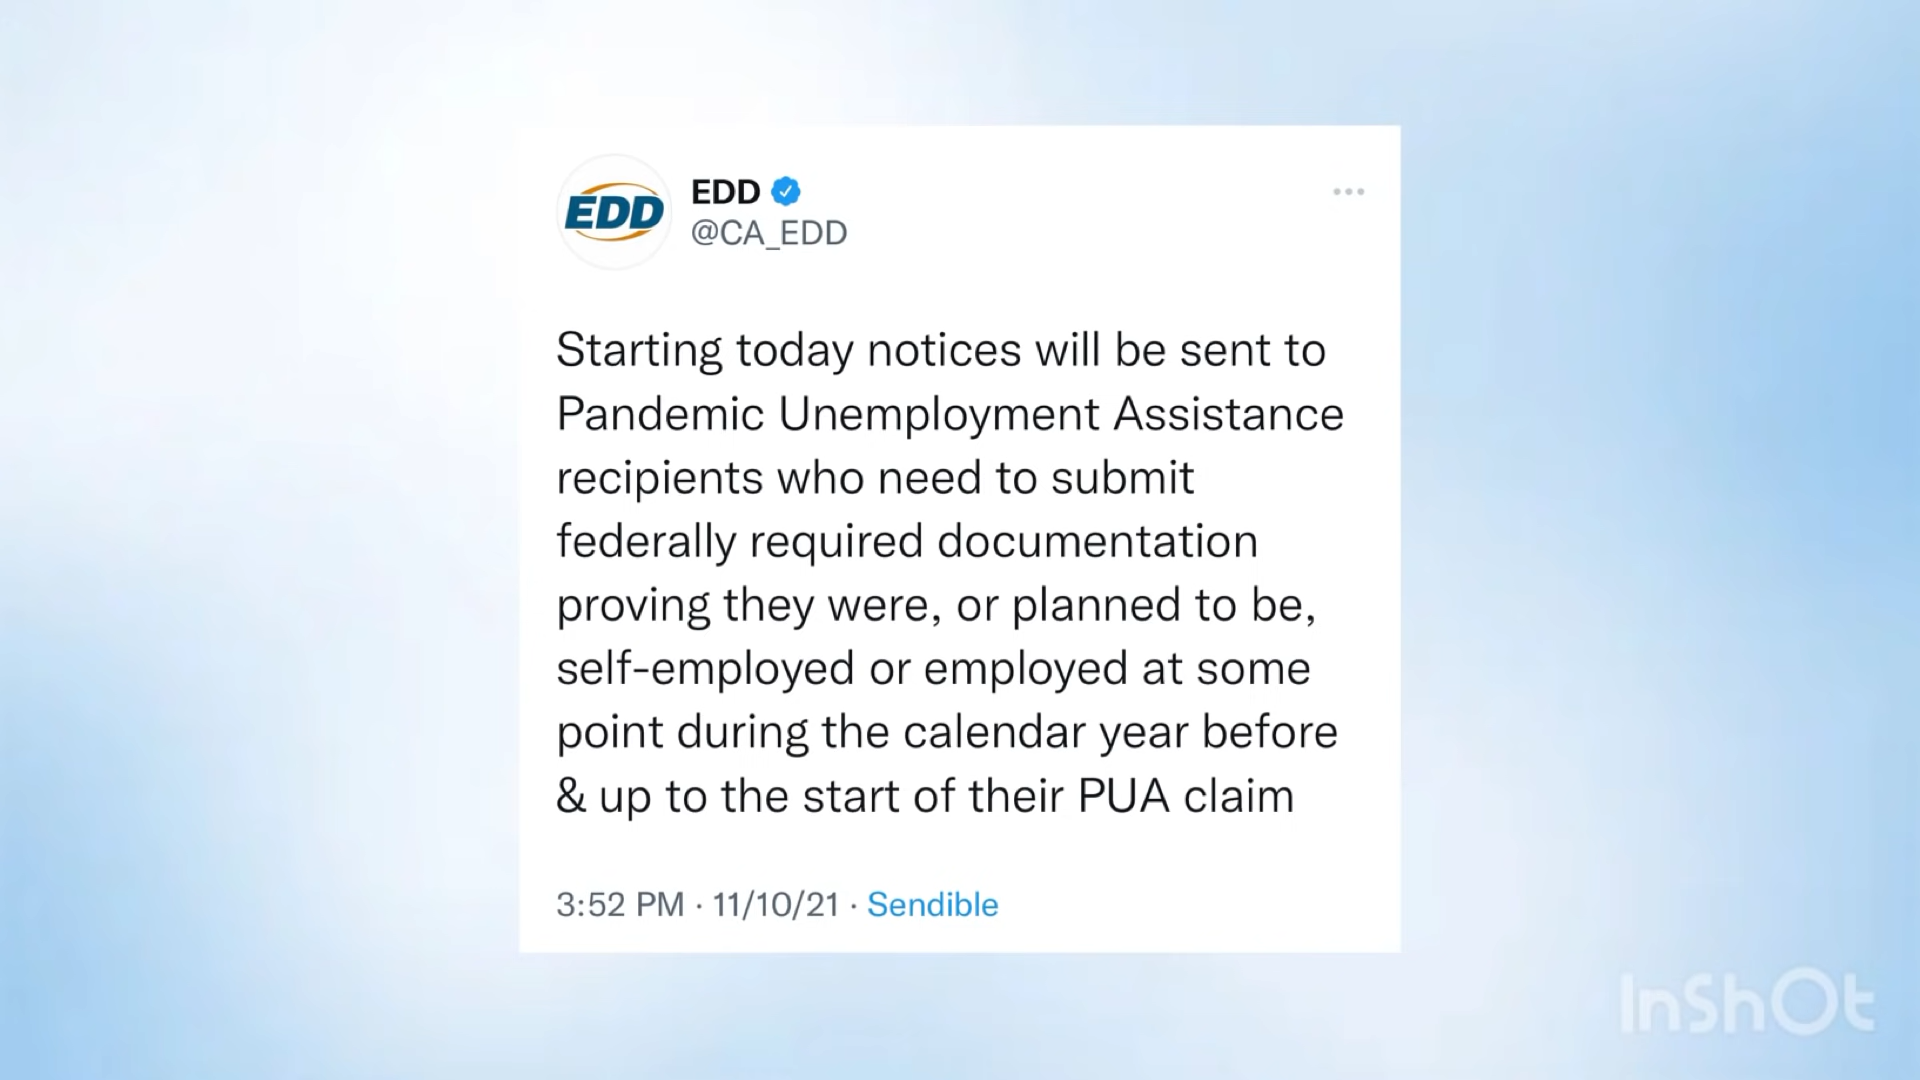 EDD
EDD
@CA_EDD
Starting today notices will be sent to
Pandemic Unemployment Assistance
recipients who need to submit
federally required documentation
proving they were, or planned to be,
self-employed or employed at some
point during the calendar year before
& up to the start of their PUA claim
3:52 PM · 11/10/21 · Sendible
InShOt